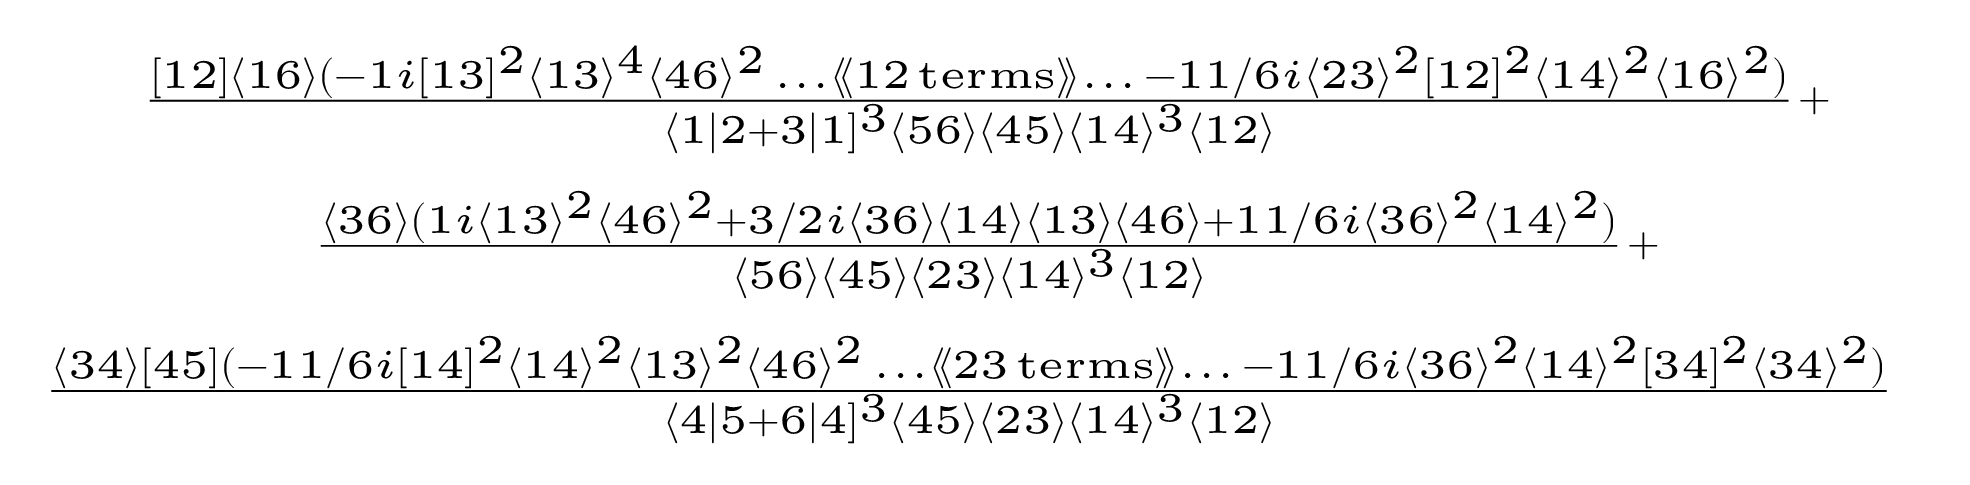 [12]⟨16⟩(−1i[13]²⟨13⟩⁴⟨46⟩² …⟪12 terms⟫… −11/6i⟨23⟩²[12]²⟨14⟩²⟨16⟩²)
⟨1|2+3|1]³⟨56⟩⟨45⟩⟨14⟩³⟨12⟩ +
⟨36⟩(1i⟨13⟩²⟨46⟩²+3/2i⟨36⟩⟨14⟩⟨13⟩⟨46⟩+11/6i⟨36⟩²⟨14⟩²)
⟨56⟩⟨45⟩⟨23⟩⟨14⟩³⟨12⟩ +
⟨34⟩[45](−11/6i[14]²⟨14⟩²⟨13⟩²⟨46⟩² …⟪23 terms⟫… −11/6i⟨36⟩²⟨14⟩²[34]²⟨34⟩²)
⟨4|5+6|4]³⟨45⟩⟨23⟩⟨14⟩³⟨12⟩